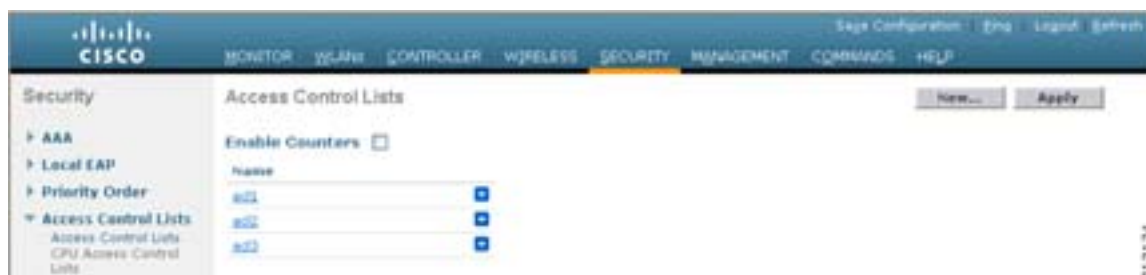 Save Configuration Ping Logout Refresh
CISCO
MONITOR WLANs CONTROLLER WIRELESS SECURITY MANAGEMENT COMMANDS HELP
Security
AAA
Local EAP
Priority Order
Access Control Lists
Access Control Lists
CPU Access Control
Lists
Access Control Lists
New... Apply
Enable Counters
Name
acl1
acl2
acl3